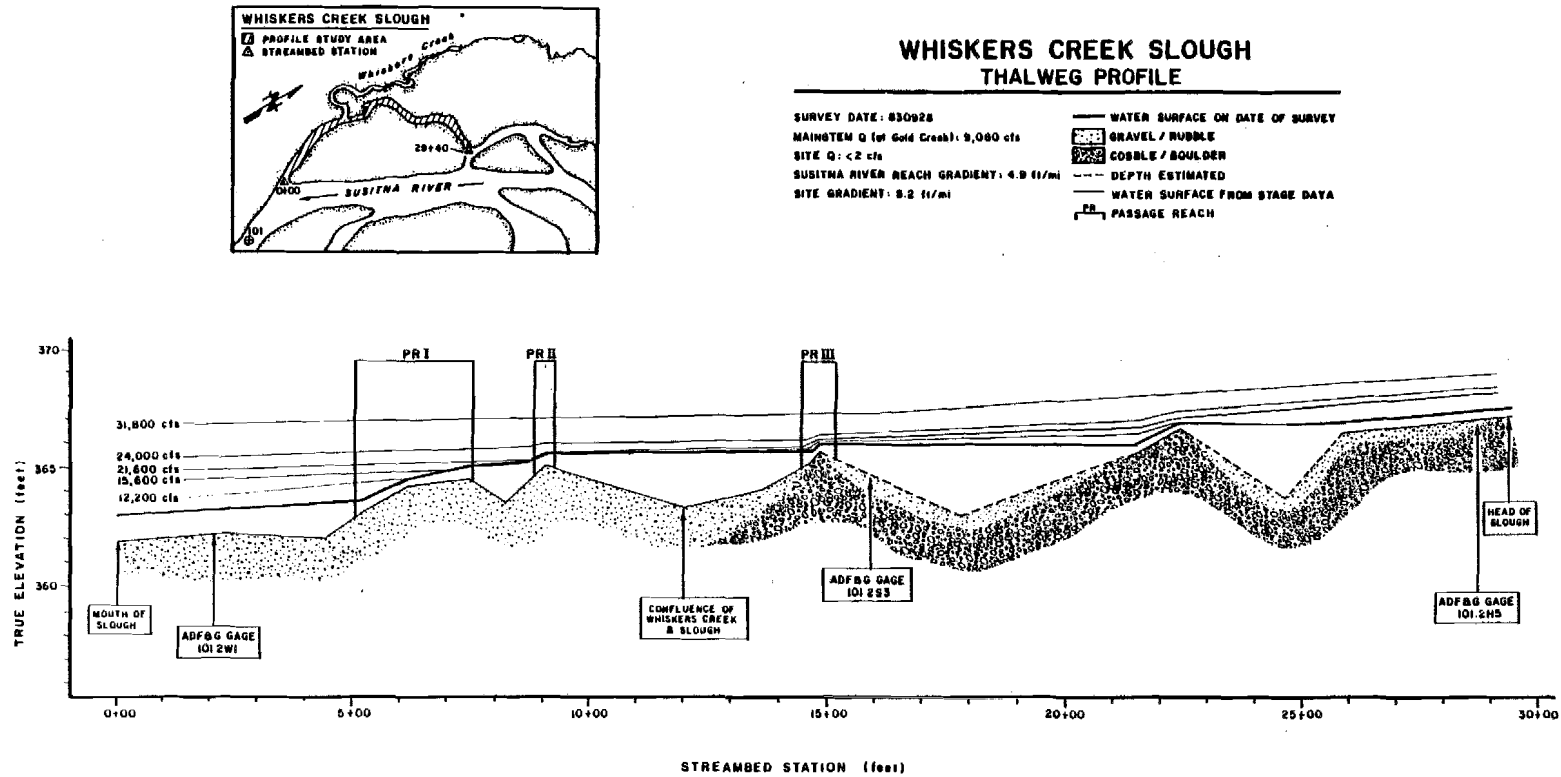 WHISKERS CREEK SLOUGH
PROFILE STUDY AREA
STREAMBED STATION
Whiskers Creek
29+40
0+00
SUSITNA RIVER
101
WHISKERS CREEK SLOUGH
THALWEG PROFILE
SURVEY DATE: 830928
MAINSTEM Q (at Gold Creek): 9,060 cfs
SITE Q: <2 cfs
SUSITNA RIVER REACH GRADIENT: 4.9 ft/mi
SITE GRADIENT: 8.2 ft/mi
WATER SURFACE ON DATE OF SURVEY
GRAVEL / RUBBLE
COBBLE / BOULDER
DEPTH ESTIMATED
WATER SURFACE FROM STAGE DATA
PR PASSAGE REACH
TRUE ELEVATION (feet)
370
365
360
PR I
PR II
PR III
31,800 cfs
24,000 cfs
21,600 cfs
15,600 cfs
12,200 cfs
MOUTH OF
SLOUGH
ADF&G GAGE
101.2W1
CONFLUENCE OF
WHISKERS CREEK
& SLOUGH
ADF&G GAGE
101.2S3
ADF&G GAGE
101.2H5
HEAD OF
SLOUGH
0+00
5+00
10+00
15+00
20+00
25+00
30+00
STREAMBED STATION (feet)